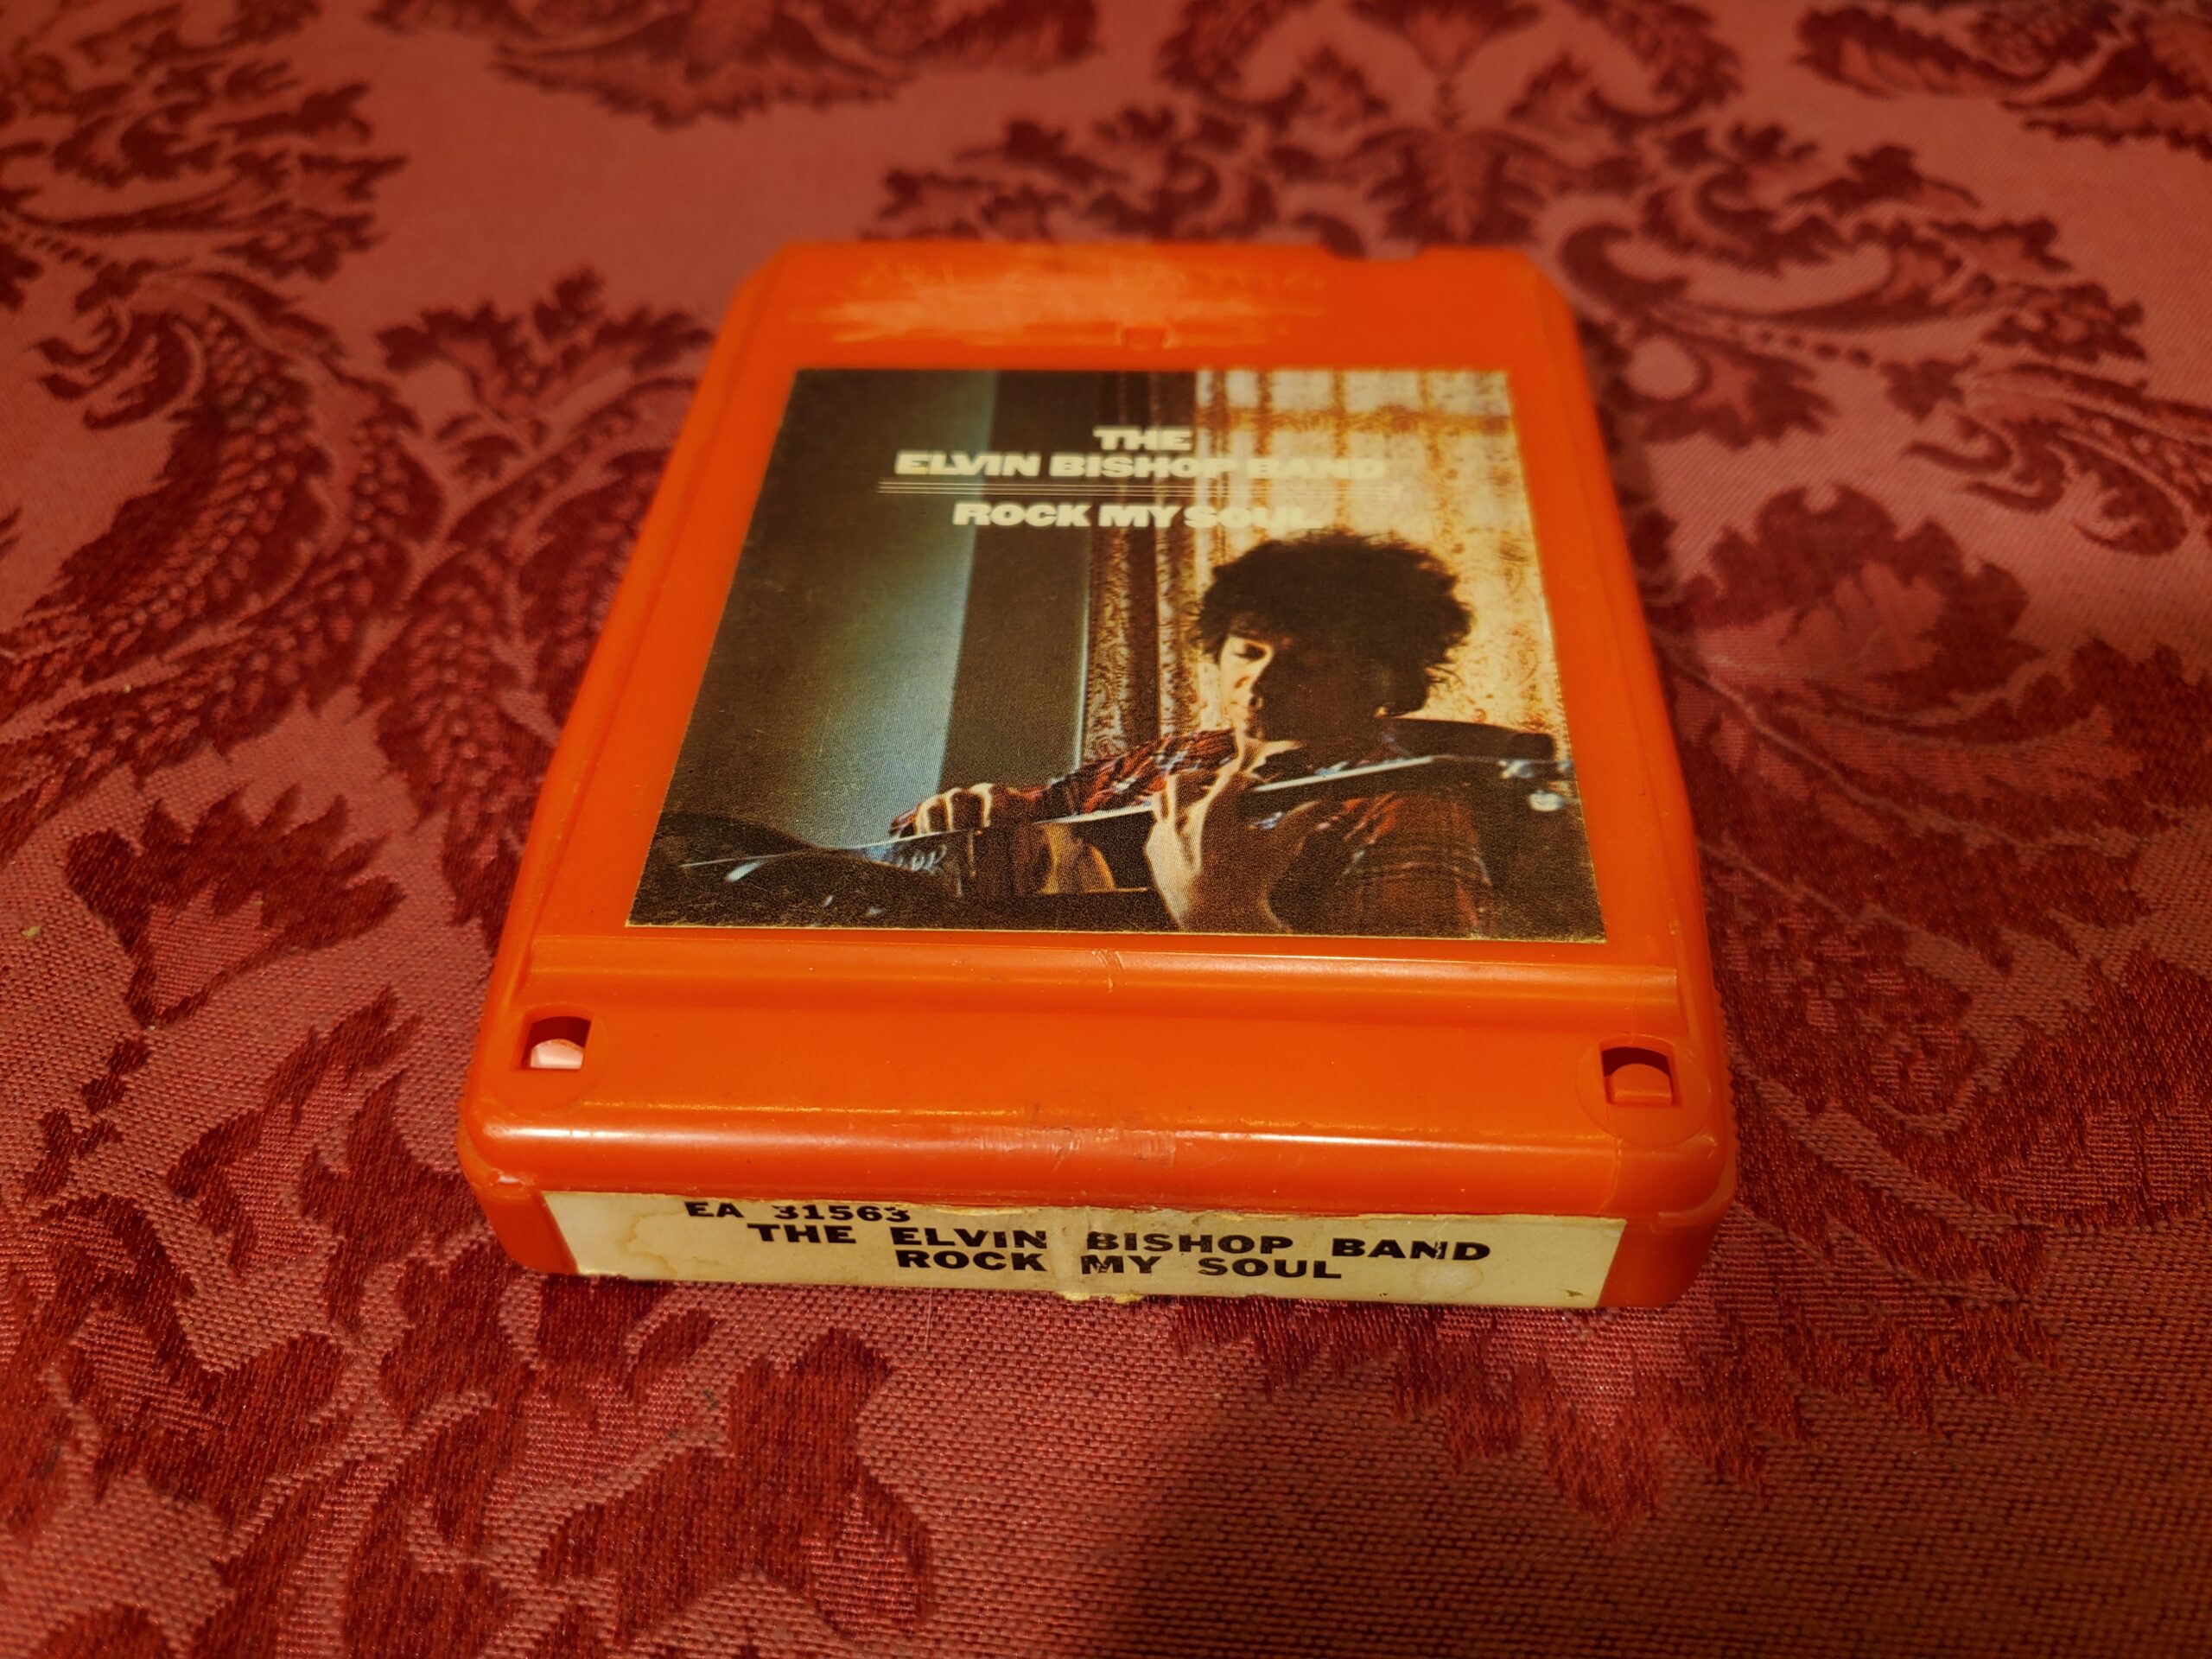 THE
ELVIN BISHOP BAND
ROCK MY SOUL
EA 31563
THE ELVIN BISHOP BAND
ROCK MY SOUL